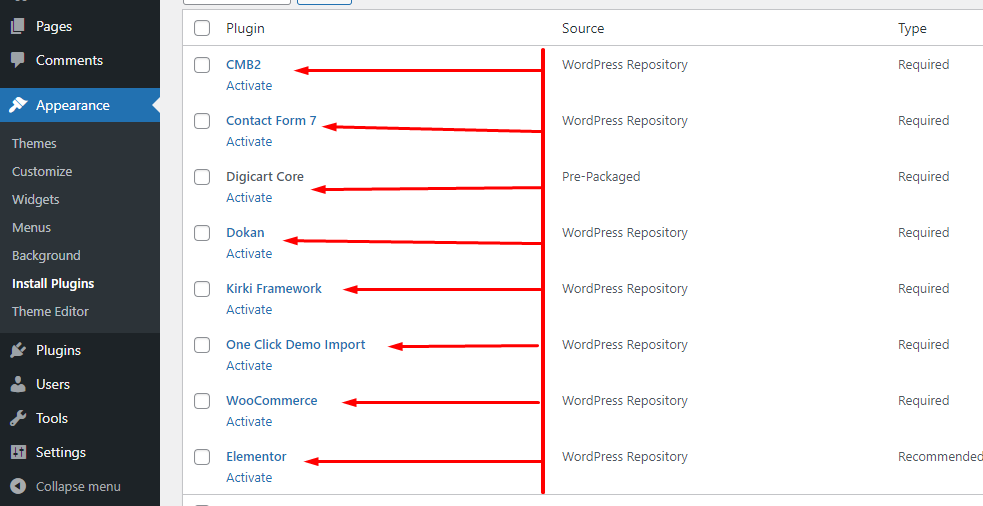 Pages
Comments
Appearance
Themes
Customize
Widgets
Menus
Background
Install Plugins
Theme Editor
Plugins
Users
Tools
Settings
Collapse menu
Plugin Source Type
CMB2 WordPress Repository Required
Activate
Contact Form 7 WordPress Repository Required
Activate
Digicart Core Pre-Packaged Required
Activate
Dokan WordPress Repository Required
Activate
Kirki Framework WordPress Repository Required
Activate
One Click Demo Import WordPress Repository Required
Activate
WooCommerce WordPress Repository Required
Activate
Elementor WordPress Repository Recommended
Activate